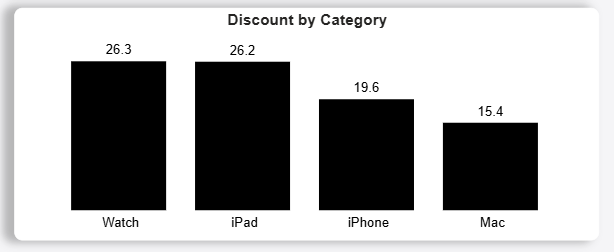 Discount by Category
26.3
26.2
19.6
15.4
Watch
iPad
iPhone
Mac